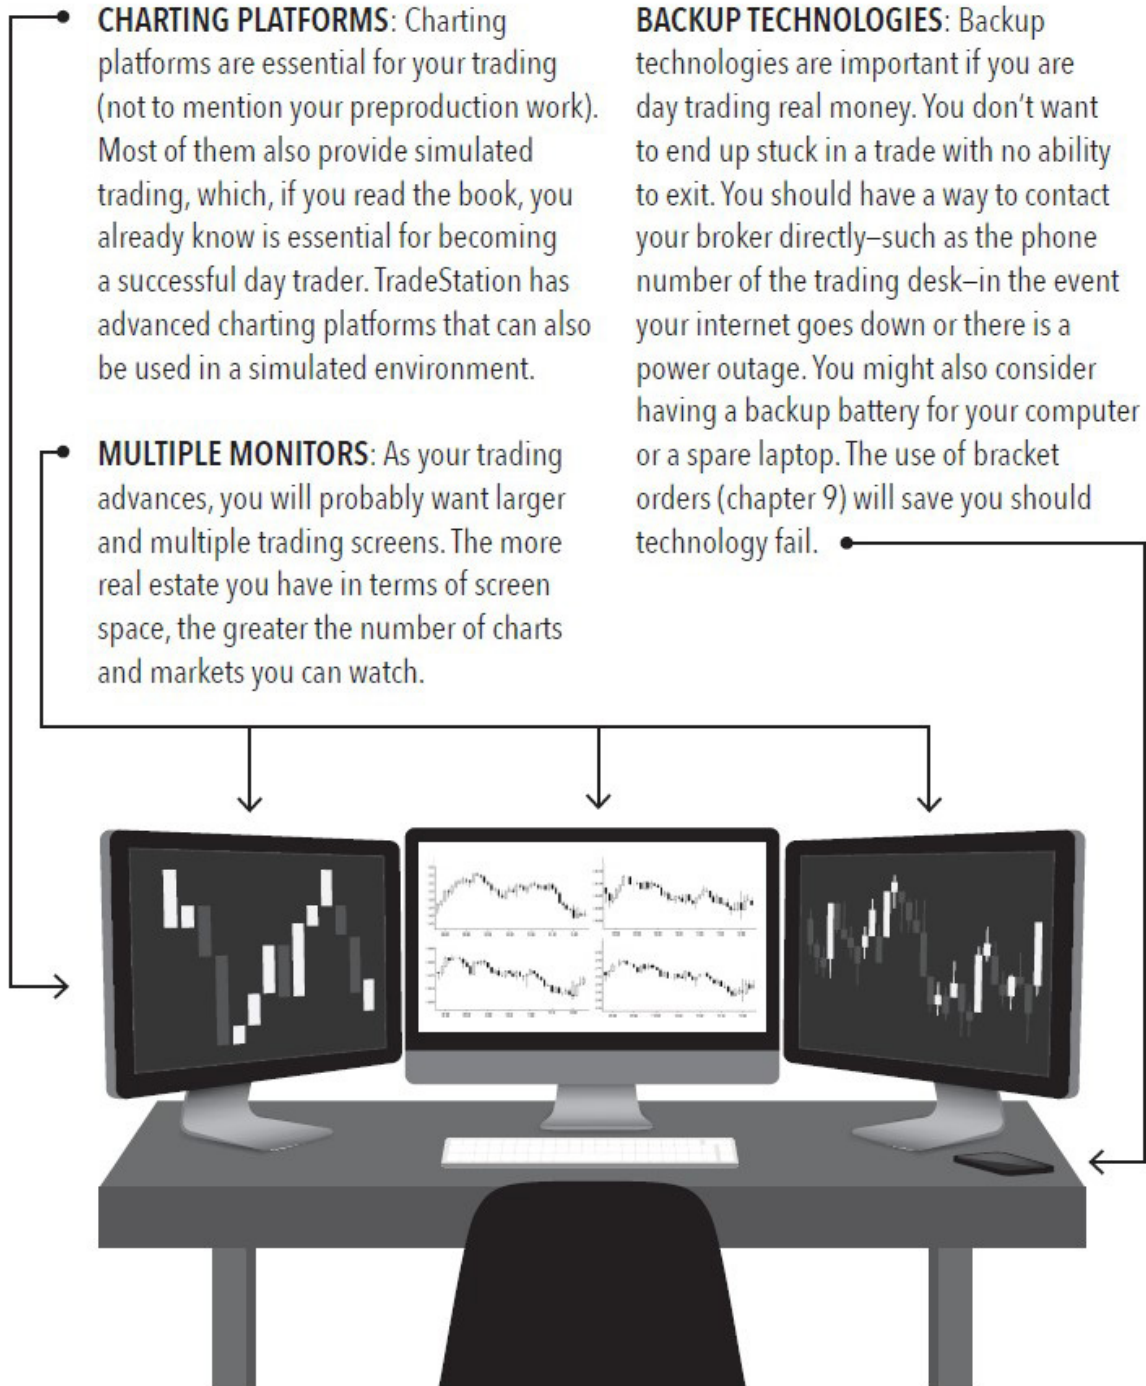 CHARTING PLATFORMS: Charting
platforms are essential for your trading
(not to mention your preproduction work).
Most of them also provide simulated
trading, which, if you read the book, you
already know is essential for becoming
a successful day trader. TradeStation has
advanced charting platforms that can also
be used in a simulated environment.
MULTIPLE MONITORS: As your trading
advances, you will probably want larger
and multiple trading screens. The more
real estate you have in terms of screen
space, the greater the number of charts
and markets you can watch.
BACKUP TECHNOLOGIES: Backup
technologies are important if you are
day trading real money. You don’t want
to end up stuck in a trade with no ability
to exit. You should have a way to contact
your broker directly–such as the phone
number of the trading desk–in the event
your internet goes down or there is a
power outage. You might also consider
having a backup battery for your computer
or a spare laptop. The use of bracket
orders (chapter 9) will save you should
technology fail.